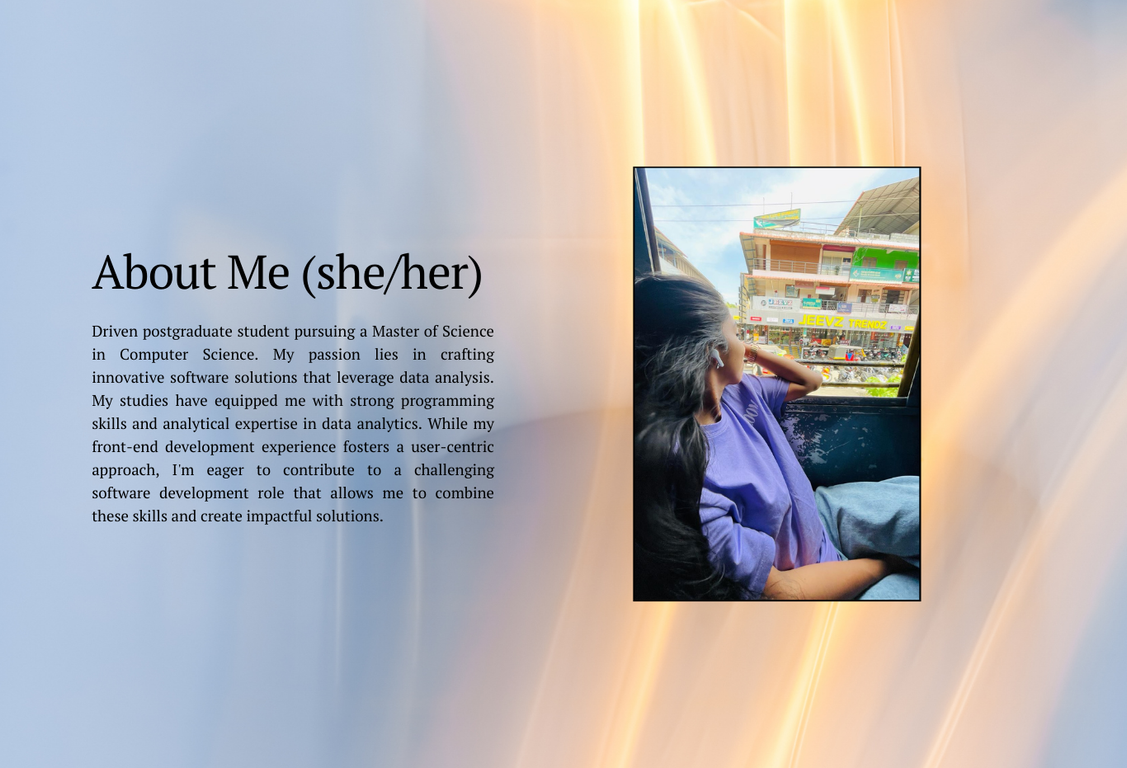 About Me (she/her)
Driven postgraduate student pursuing a Master of Science
in Computer Science. My passion lies in crafting
innovative software solutions that leverage data analysis.
My studies have equipped me with strong programming
skills and analytical expertise in data analytics. While my
front-end development experience fosters a user-centric
approach, I'm eager to contribute to a challenging
software development role that allows me to combine
these skills and create impactful solutions.
JEEVZ TRENDZ